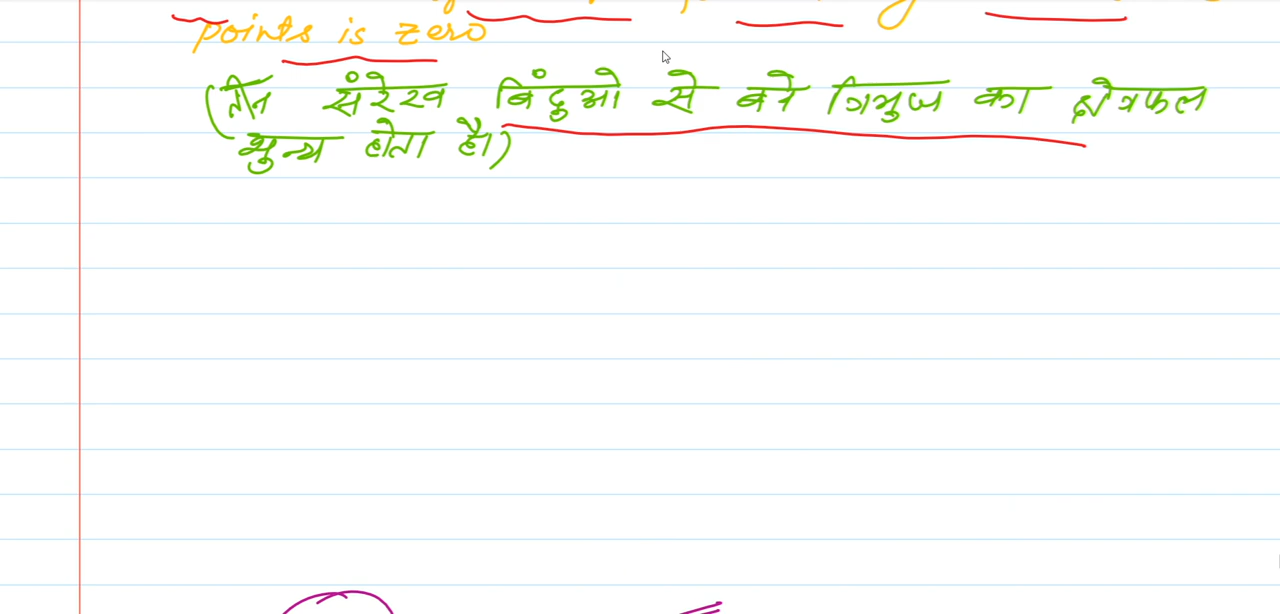 points is zero
(तीन संरेख बिंदुओ से बने त्रिभुज का क्षेत्रफल
शुन्य होता है।)